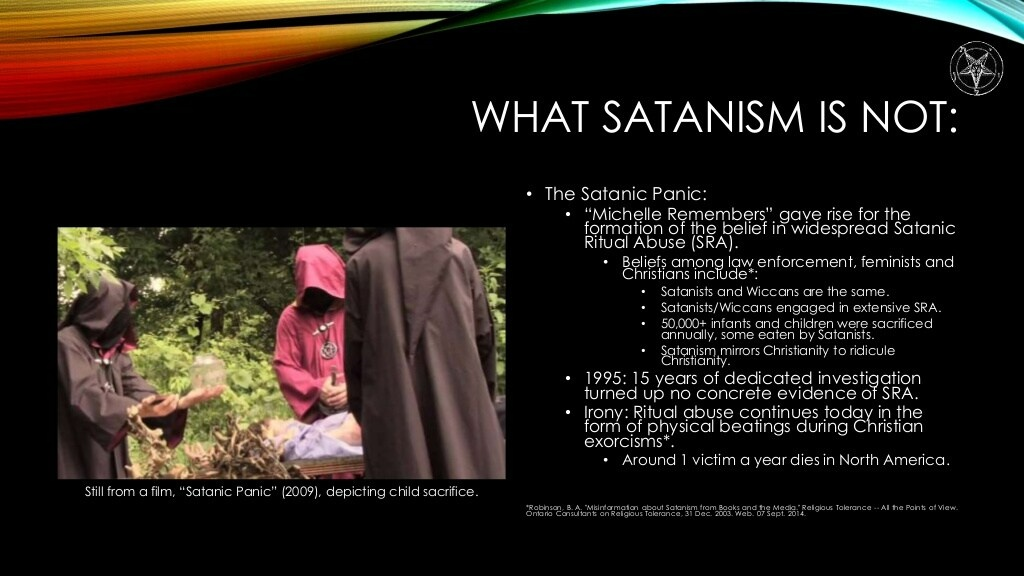 WHAT SATANISM IS NOT:
• The Satanic Panic:
• “Michelle Remembers” gave rise for the
formation of the belief in widespread Satanic
Ritual Abuse (SRA).
• Beliefs among law enforcement, feminists and
Christians include*:
• Satanists and Wiccans are the same.
• Satanists/Wiccans engaged in extensive SRA.
• 50,000+ infants and children were sacrificed
annually, some eaten by Satanists.
• Satanism mirrors Christianity to ridicule
Christianity.
• 1995: 15 years of dedicated investigation
turned up no concrete evidence of SRA.
• Irony: Ritual abuse continues today in the
form of physical beatings during Christian
exorcisms*.
• Around 1 victim a year dies in North America.
Still from a film, “Satanic Panic” (2009), depicting child sacrifice.
*Robinson, B. A. "Misinformation about Satanism from Books and the Media." Religious Tolerance -- All the Points of View.
Ontario Consultants on Religious Tolerance, 31 Dec. 2003. Web. 07 Sept. 2014.